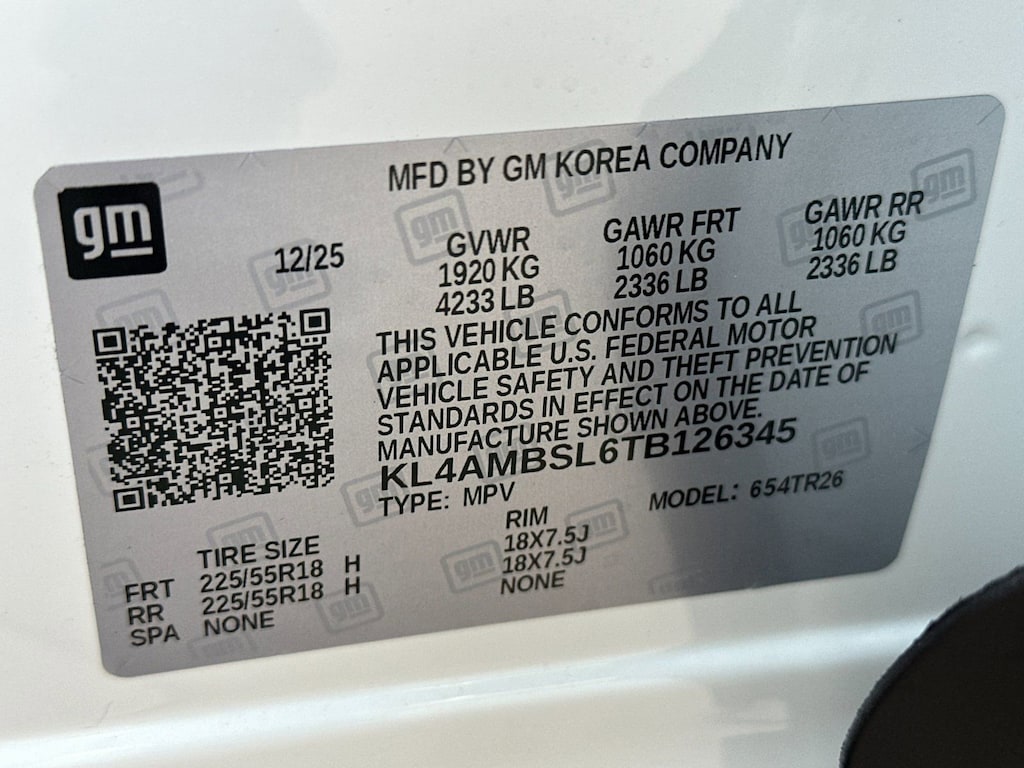 MFD BY GM KOREA COMPANY
gm
12/25
GVWR GAWR FRT GAWR RR
1920 KG 1060 KG 1060 KG
4233 LB 2336 LB 2336 LB
THIS VEHICLE CONFORMS TO ALL
APPLICABLE U.S. FEDERAL MOTOR
VEHICLE SAFETY AND THEFT PREVENTION
STANDARDS IN EFFECT ON THE DATE OF
MANUFACTURE SHOWN ABOVE.
KL4AMBSL6TB126345
TYPE: MPV MODEL: 654TR26
TIRE SIZE RIM
FRT 225/55R18 H 18X7.5J
RR 225/55R18 H 18X7.5J
SPA NONE NONE